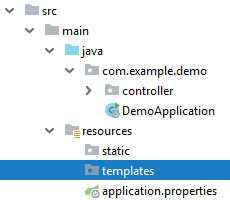 src
main
java
com.example.demo
controller
DemoApplication
resources
static
templates
application.properties